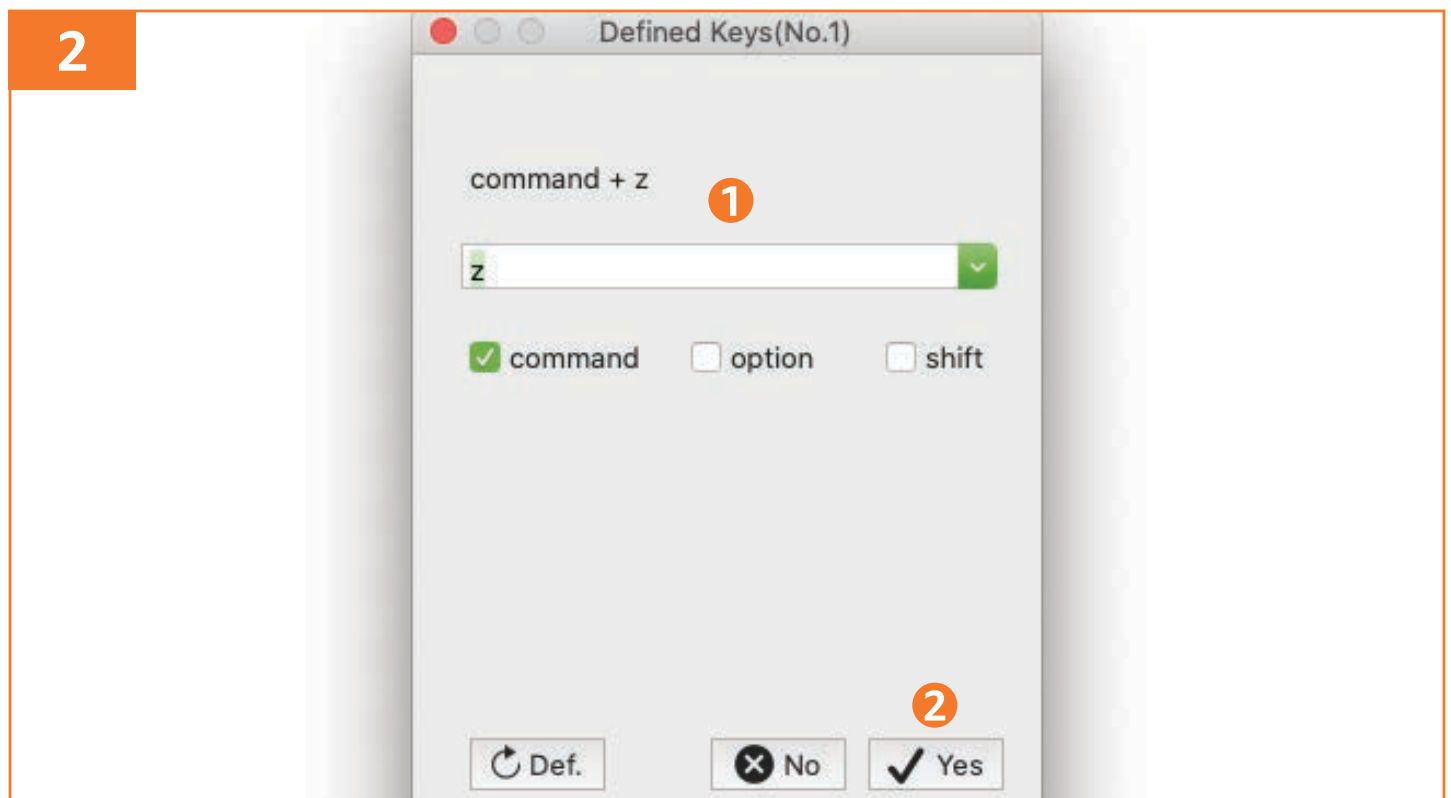 2
Defined Keys(No.1)
command + z
1
z
command option shift
2
Def. No Yes